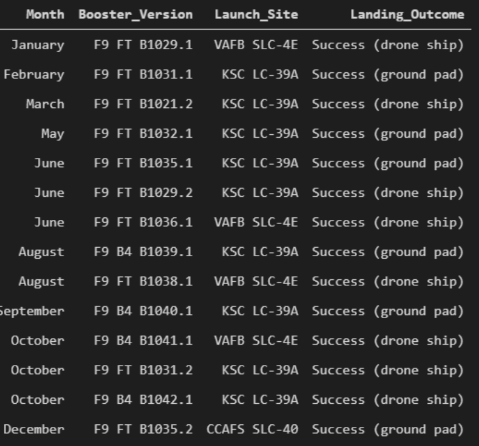 Month Booster_Version Launch_Site Landing_Outcome
January F9 FT B1029.1 VAFB SLC-4E Success (drone ship)
February F9 FT B1031.1 KSC LC-39A Success (ground pad)
March F9 FT B1021.2 KSC LC-39A Success (drone ship)
May F9 FT B1032.1 KSC LC-39A Success (ground pad)
June F9 FT B1035.1 KSC LC-39A Success (ground pad)
June F9 FT B1029.2 KSC LC-39A Success (drone ship)
June F9 FT B1036.1 VAFB SLC-4E Success (drone ship)
August F9 B4 B1039.1 KSC LC-39A Success (ground pad)
August F9 FT B1038.1 VAFB SLC-4E Success (drone ship)
September F9 B4 B1040.1 KSC LC-39A Success (ground pad)
October F9 B4 B1041.1 VAFB SLC-4E Success (drone ship)
October F9 FT B1031.2 KSC LC-39A Success (drone ship)
October F9 B4 B1042.1 KSC LC-39A Success (drone ship)
December F9 FT B1035.2 CCAFS SLC-40 Success (ground pad)